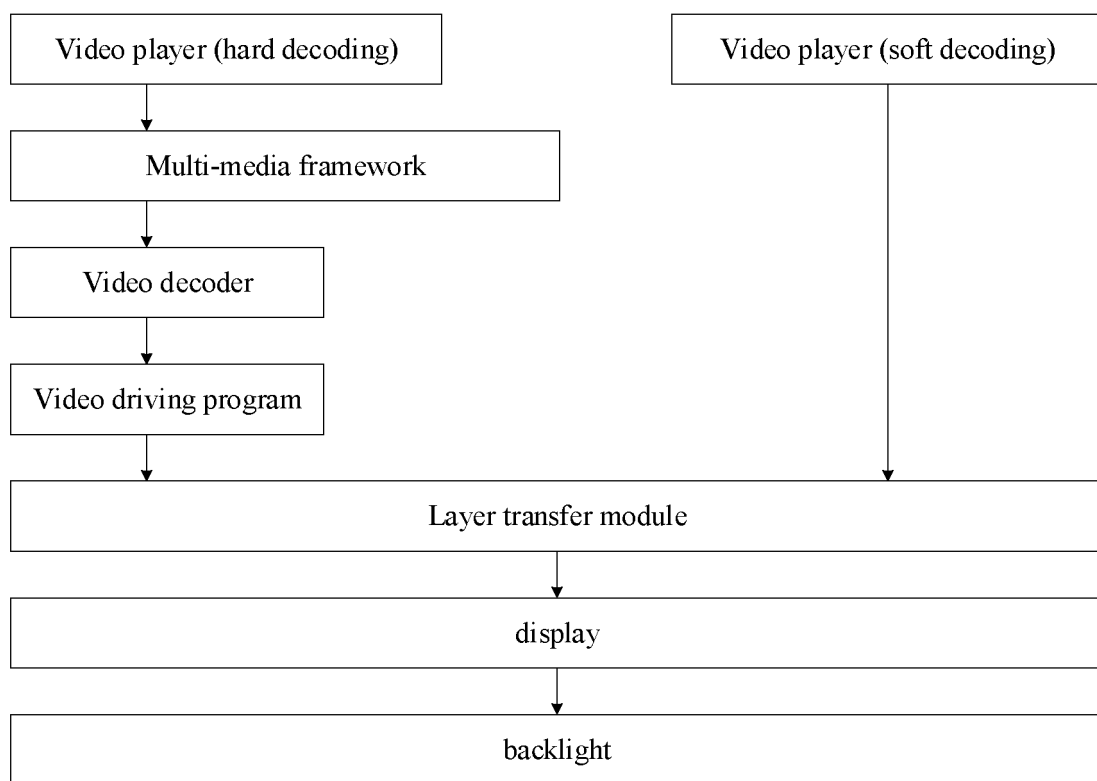 Video player (hard decoding)
Video player (soft decoding)
Multi-media framework
Video decoder
Video driving program
Layer transfer module
display
backlight